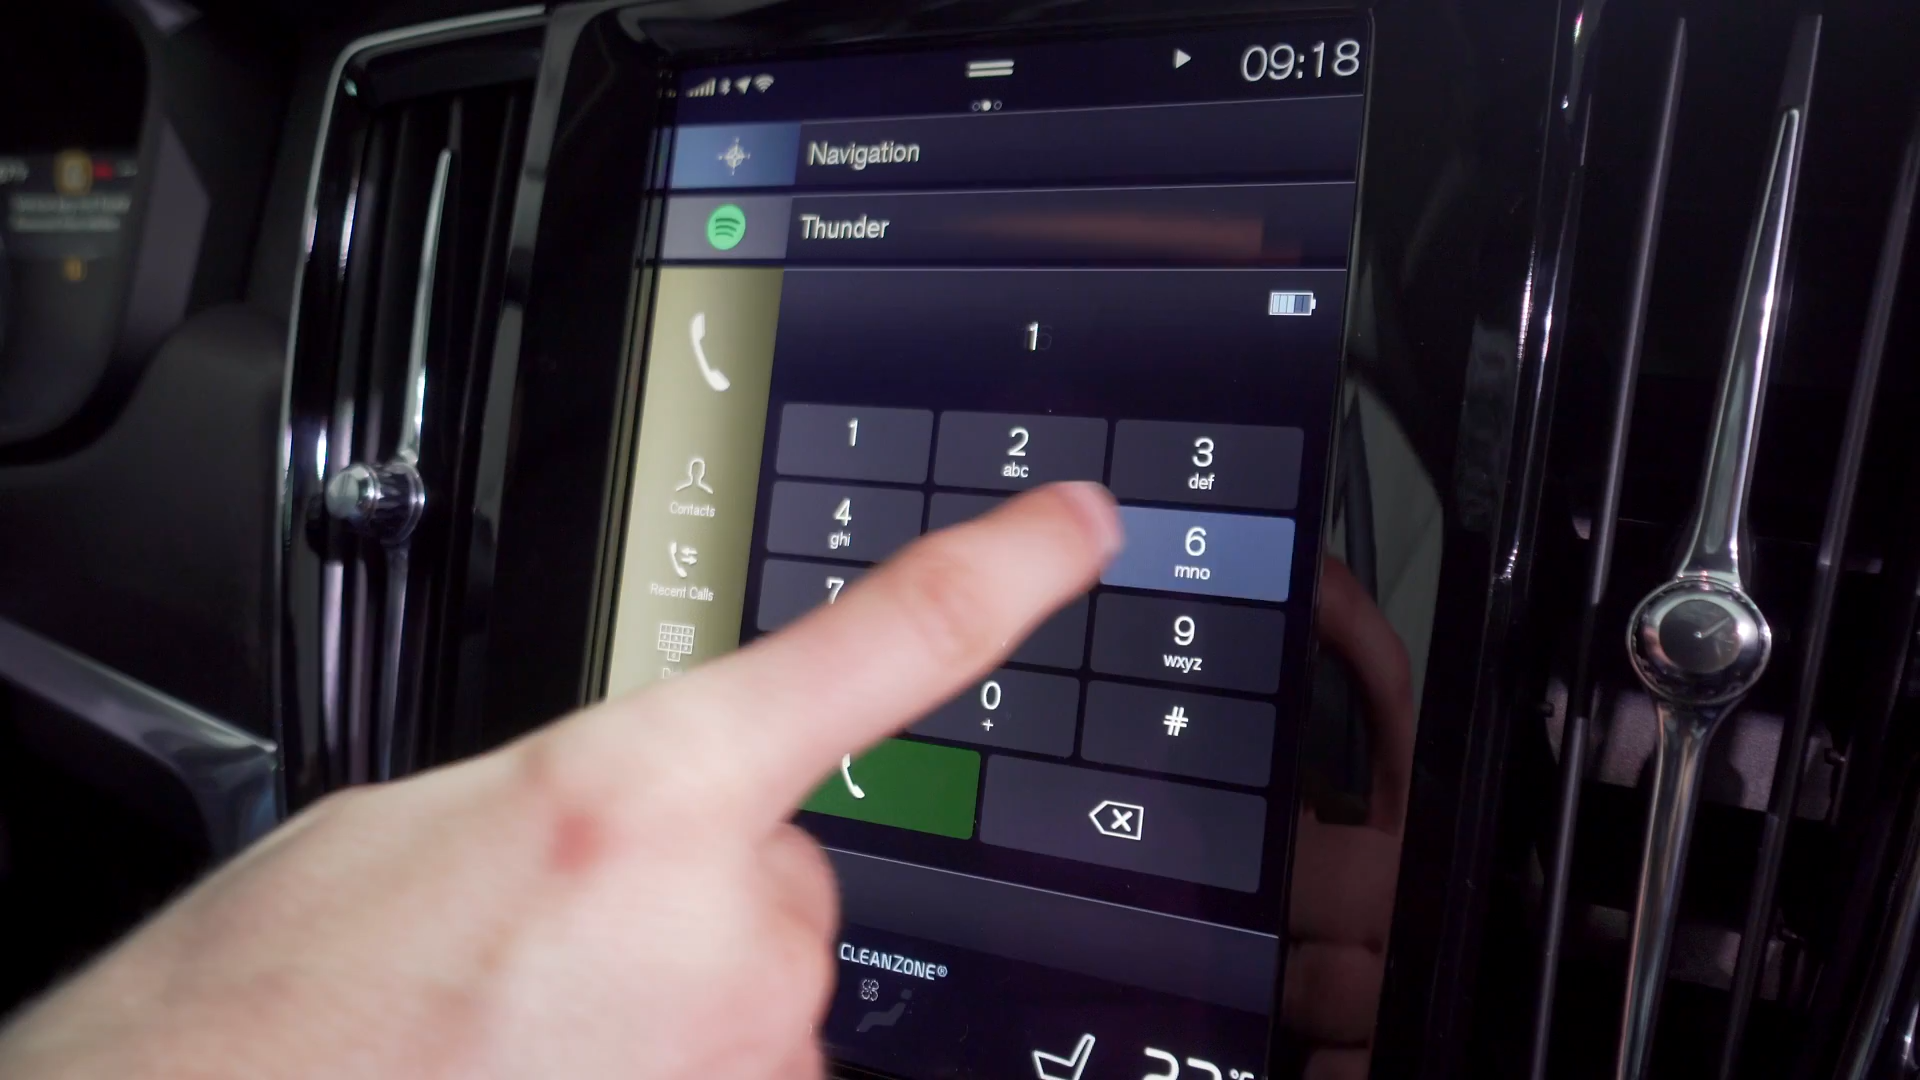 09:18
Navigation
Thunder
1
1
2
abc
3
def
4
ghi
6
mno
7
9
wxyz
0
+
#
Contacts
Recent Calls
CLEANZONE®